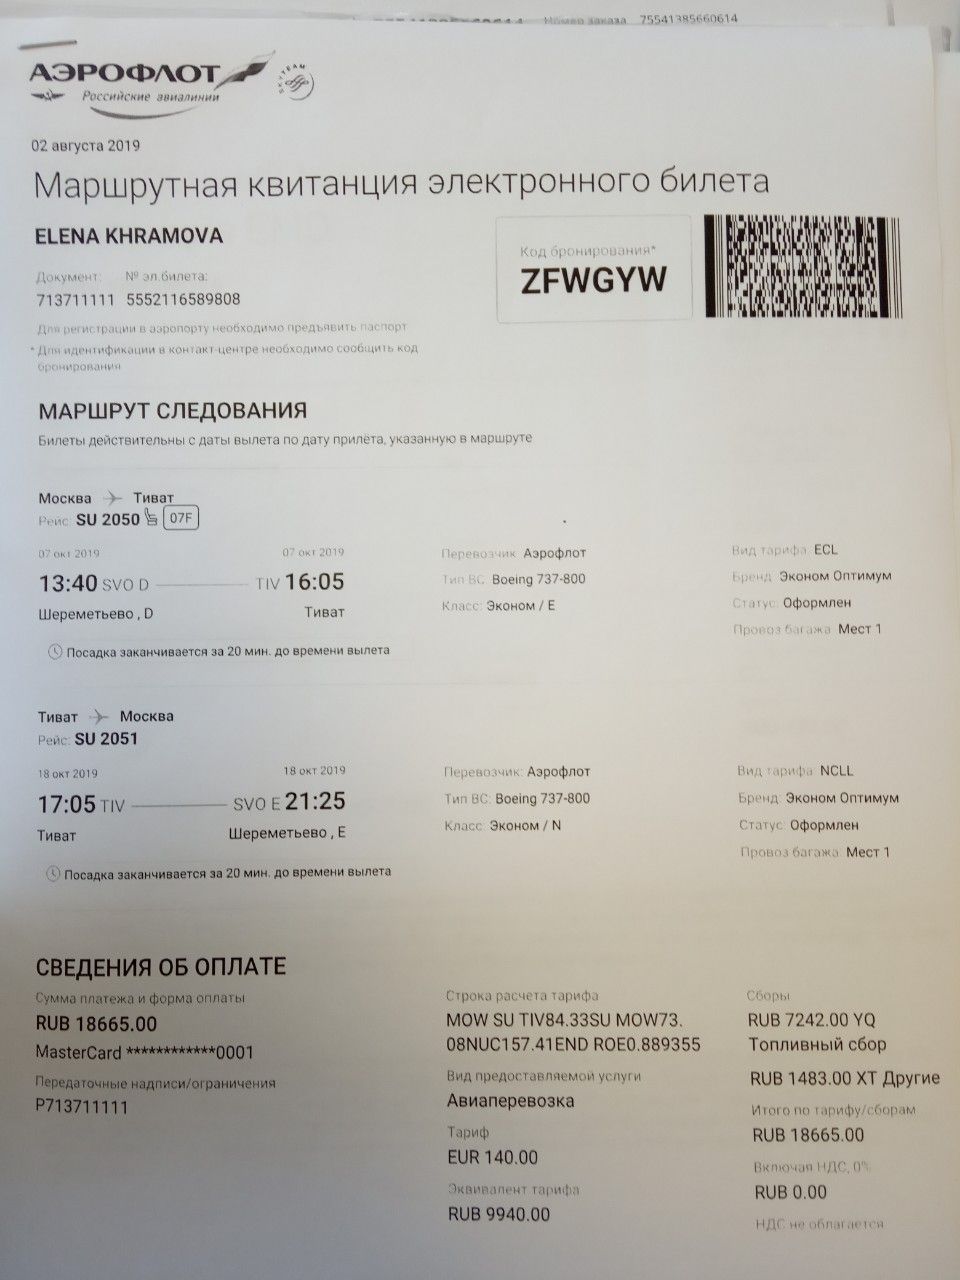 Номер заказа 75541385660614
АЭРОФЛОТ
Российские авиалинии
SKYTEAM
02 августа 2019
Маршрутная квитанция электронного билета
ELENA KHRAMOVA
Документ: № эл.билета:
713711111 5552116589808
Код бронирования*
ZFWGYW
Для регистрации в аэропорту необходимо предъявить паспорт
* Для идентификации в контакт-центре необходимо сообщить код
бронирования
МАРШРУТ СЛЕДОВАНИЯ
Билеты действительны с даты вылета по дату прилёта, указанную в маршруте
Москва Тиват
Рейс: SU 2050 07F
07 окт 2019 07 окт 2019
13:40 SVO D TIV 16:05
Шереметьево , D Тиват
Посадка заканчивается за 20 мин. до времени вылета
Перевозчик: Аэрофлот
Тип ВС: Boeing 737-800
Класс: Эконом / E
Вид тарифа: ECL
Бренд: Эконом Оптимум
Статус: Оформлен
Провоз багажа: Мест 1
Тиват Москва
Рейс: SU 2051
18 окт 2019 18 окт 2019
17:05 TIV SVO E 21:25
Тиват Шереметьево , E
Посадка заканчивается за 20 мин. до времени вылета
Перевозчик: Аэрофлот
Тип ВС: Boeing 737-800
Класс: Эконом / N
Вид тарифа: NCLL
Бренд: Эконом Оптимум
Статус: Оформлен
Провоз багажа: Мест 1
СВЕДЕНИЯ ОБ ОПЛАТЕ
Сумма платежа и форма оплаты
RUB 18665.00
MasterCard ************0001
Передаточные надписи/ограничения
P713711111
Строка расчета тарифа
MOW SU TIV84.33SU MOW73.
08NUC157.41END ROE0.889355
Вид предоставляемой услуги
Авиаперевозка
Тариф
EUR 140.00
Эквивалент тарифа
RUB 9940.00
Сборы
RUB 7242.00 YQ
Топливный сбор
RUB 1483.00 XT Другие
Итого по тарифу/сборам
RUB 18665.00
Включая НДС, 0%
RUB 0.00
НДС не облагается